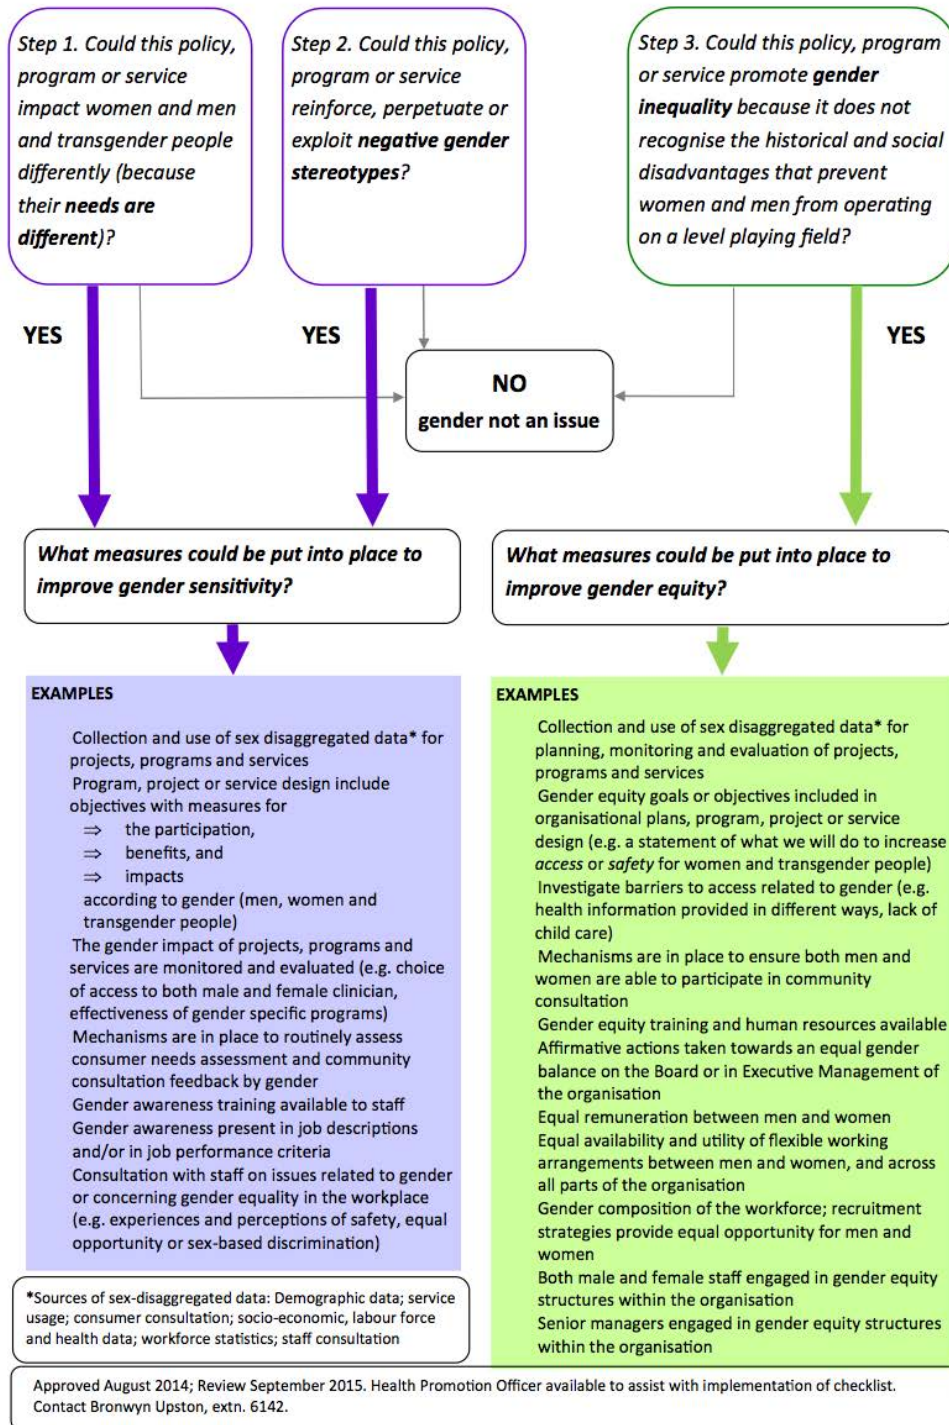 Step 1. Could this policy,
program or service
impact women and men
and transgender people
differently (because
their needs are
different)?
Step 2. Could this policy,
program or service
reinforce, perpetuate or
exploit negative gender
stereotypes?
Step 3. Could this policy, program
or service promote gender
inequality because it does not
recognise the historical and social
disadvantages that prevent
women and men from operating
on a level playing field?
YES
YES
YES
NO
gender not an issue
What measures could be put into place to
improve gender sensitivity?
What measures could be put into place to
improve gender equity?
EXAMPLES
Collection and use of sex disaggregated data* for
projects, programs and services
Program, project or service design include
objectives with measures for
⇒ the participation,
⇒ benefits, and
⇒ impacts
according to gender (men, women and
transgender people)
The gender impact of projects, programs and
services are monitored and evaluated (e.g. choice
of access to both male and female clinician,
effectiveness of gender specific programs)
Mechanisms are in place to routinely assess
consumer needs assessment and community
consultation feedback by gender
Gender awareness training available to staff
Gender awareness present in job descriptions
and/or in job performance criteria
Consultation with staff on issues related to gender
or concerning gender equality in the workplace
(e.g. experiences and perceptions of safety, equal
opportunity or sex-based discrimination)
EXAMPLES
Collection and use of sex disaggregated data* for
planning, monitoring and evaluation of projects,
programs and services
Gender equity goals or objectives included in
organisational plans, program, project or service
design (e.g. a statement of what we will do to increase
access or safety for women and transgender people)
Investigate barriers to access related to gender (e.g.
health information provided in different ways, lack of
child care)
Mechanisms are in place to ensure both men and
women are able to participate in community
consultation
Gender equity training and human resources available
Affirmative actions taken towards an equal gender
balance on the Board or in Executive Management of
the organisation
Equal remuneration between men and women
Equal availability and utility of flexible working
arrangements between men and women, and across
all parts of the organisation
Gender composition of the workforce; recruitment
strategies provide equal opportunity for men and
women
Both male and female staff engaged in gender equity
structures within the organisation
Senior managers engaged in gender equity structures
within the organisation
*Sources of sex-disaggregated data: Demographic data; service
usage; consumer consultation; socio-economic, labour force
and health data; workforce statistics; staff consultation
Approved August 2014; Review September 2015. Health Promotion Officer available to assist with implementation of checklist.
Contact Bronwyn Upston, extn. 6142.